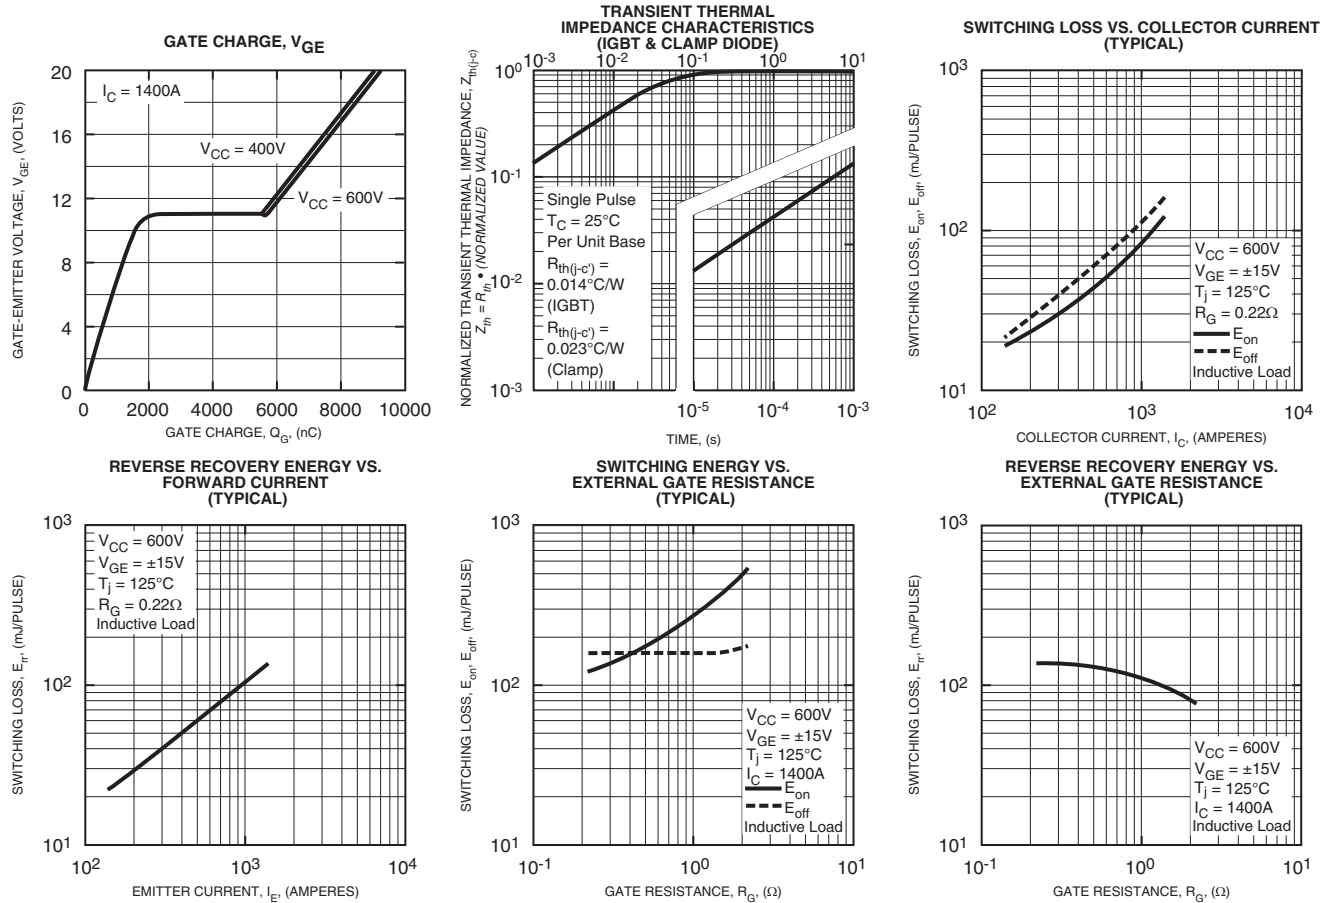 GATE CHARGE, VGE
20
16
12
8
4
0
IC = 1400A
VCC = 400V
VCC = 600V
0 2000 4000 6000 8000 10000
GATE CHARGE, QG, (nC)
GATE-EMITTER VOLTAGE, VGE, (VOLTS)
TRANSIENT THERMAL
IMPEDANCE CHARACTERISTICS
(IGBT & CLAMP DIODE)
10-3 10-2 10-1 100 101
100
10-1
10-2
10-3
Single Pulse
TC = 25°C
Per Unit Base
Rth(j-c') =
0.014°C/W
(IGBT)
Rth(j-c') =
0.023°C/W
(Clamp)
10-5 10-4 10-3
TIME, (s)
NORMALIZED TRANSIENT THERMAL IMPEDANCE, Zth(j-c)
Zth = Rth • (NORMALIZED VALUE)
SWITCHING LOSS VS. COLLECTOR CURRENT
(TYPICAL)
103
102
101
VCC = 600V
VGE = ±15V
Tj = 125°C
RG = 0.22Ω
Eon
Eoff
Inductive Load
102 103 104
COLLECTOR CURRENT, IC, (AMPERES)
SWITCHING LOSS, Eon, Eoff, (mJ/PULSE)
REVERSE RECOVERY ENERGY VS.
FORWARD CURRENT
(TYPICAL)
103
102
101
VCC = 600V
VGE = ±15V
Tj = 125°C
RG = 0.22Ω
Inductive Load
102 103 104
EMITTER CURRENT, IE, (AMPERES)
SWITCHING LOSS, Err, (mJ/PULSE)
SWITCHING ENERGY VS.
EXTERNAL GATE RESISTANCE
(TYPICAL)
103
102
101
VCC = 600V
VGE = ±15V
Tj = 125°C
IC = 1400A
Eon
Eoff
Inductive Load
10-1 100 101
GATE RESISTANCE, RG, (Ω)
SWITCHING LOSS, Eon, Eoff, (mJ/PULSE)
REVERSE RECOVERY ENERGY VS.
EXTERNAL GATE RESISTANCE
(TYPICAL)
103
102
101
VCC = 600V
VGE = ±15V
Tj = 125°C
IC = 1400A
Inductive Load
10-1 100 101
GATE RESISTANCE, RG, (Ω)
SWITCHING LOSS, Err, (mJ/PULSE)